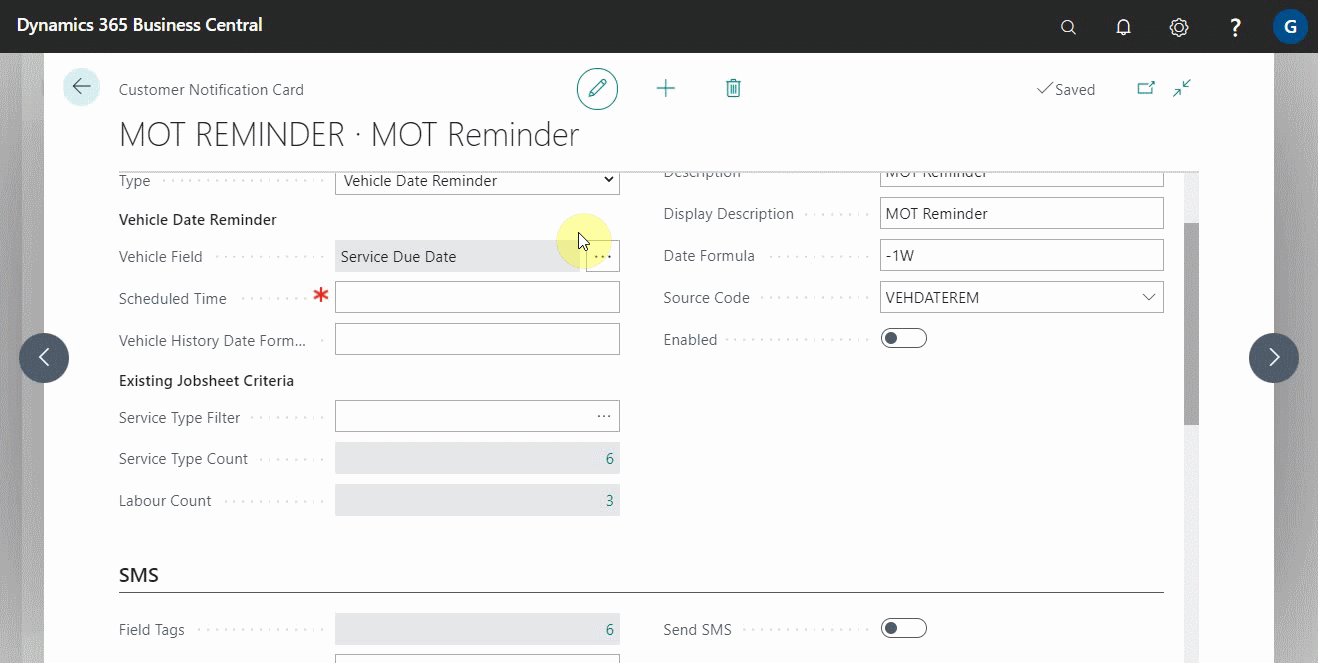 Dynamics 365 Business Central
?
G
Customer Notification Card
Saved
MOT REMINDER · MOT Reminder
Type
Vehicle Date Reminder
Description
MOT Reminder
Vehicle Date Reminder
Display Description
MOT Reminder
Vehicle Field
Service Due Date
...
Date Formula
-1W
Scheduled Time
*
Source Code
VEHDATEREM
Vehicle History Date Form...
Enabled
Existing Jobsheet Criteria
Service Type Filter
...
Service Type Count
6
Labour Count
3
SMS
Field Tags
6
Send SMS